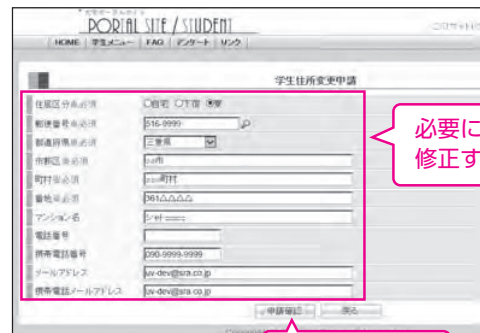 PORTAL SITE / STUDENT
HOME 学生メニュー FAQ アンケート リンク
学生住所変更申請
住居区分※必須 ○自宅 ○下宿 ◉寮
郵便番号※必須 516-9999
都道府県※必須 三重県
市郡区※必須 ○○市
町村※必須 ○○町村
番地※必須 361△△△△
マンション名
電話番号
携帯電話番号 090-9999-9999
メールアドレス uv-dev@sra.co.jp
携帯電話メールアドレス uv-dev@sra.co.jp
必要に
修正す
申請確認 戻る